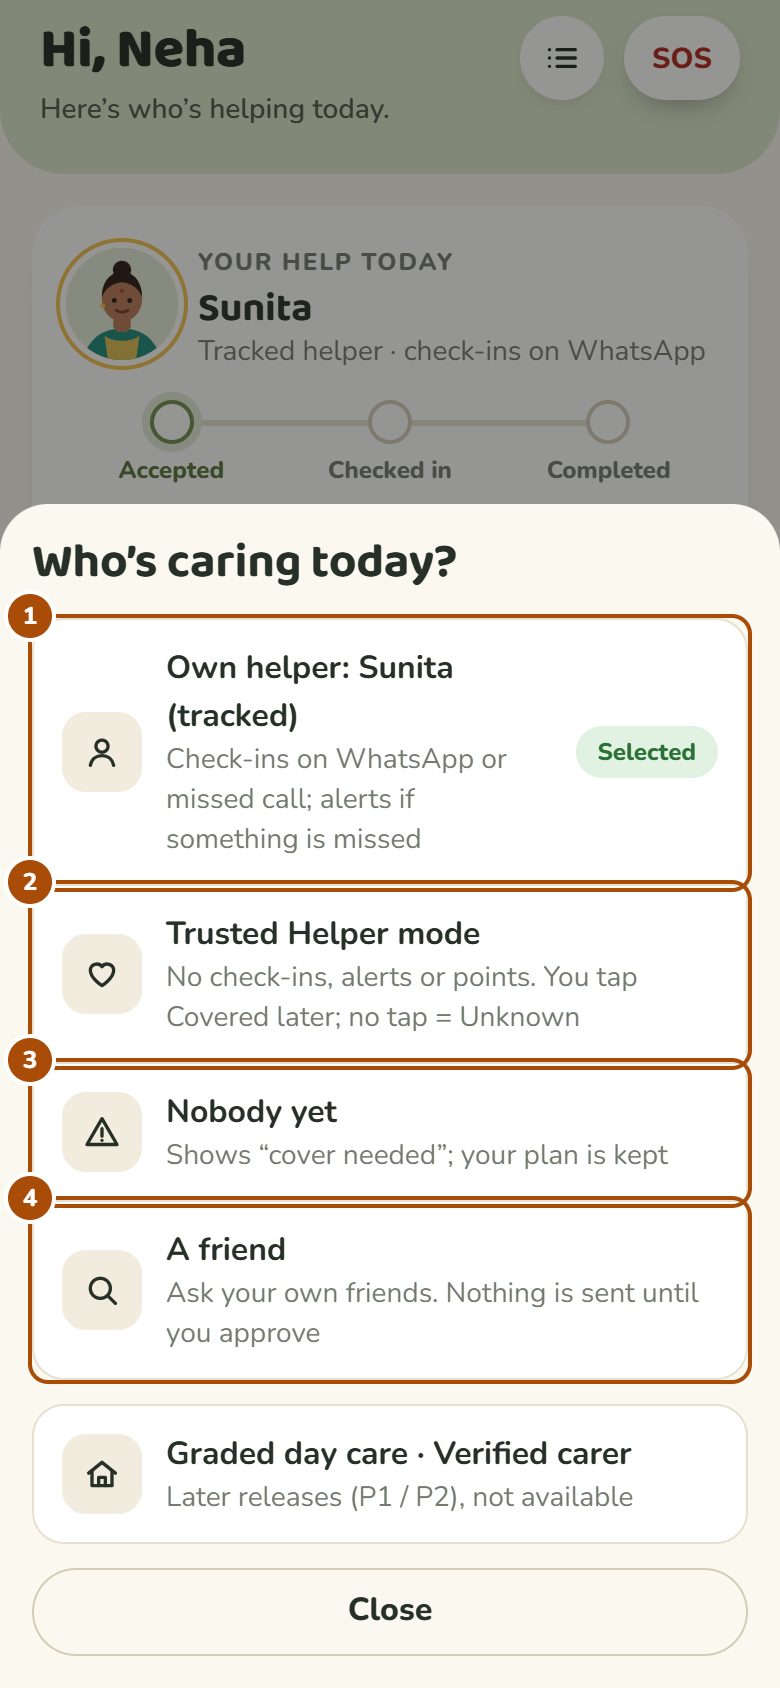 Hi, Neha
SOS
Here’s who’s helping today.
YOUR HELP TODAY
Sunita
Tracked helper · check-ins on WhatsApp
Accepted
Checked in
Completed
Who’s caring today?
1
Own helper: Sunita
(tracked)
Check-ins on WhatsApp or
missed call; alerts if
something is missed
Selected
2
Trusted Helper mode
No check-ins, alerts or points. You tap
Covered later; no tap = Unknown
3
Nobody yet
Shows “cover needed”; your plan is kept
4
A friend
Ask your own friends. Nothing is sent until
you approve
Graded day care · Verified carer
Later releases (P1 / P2), not available
Close